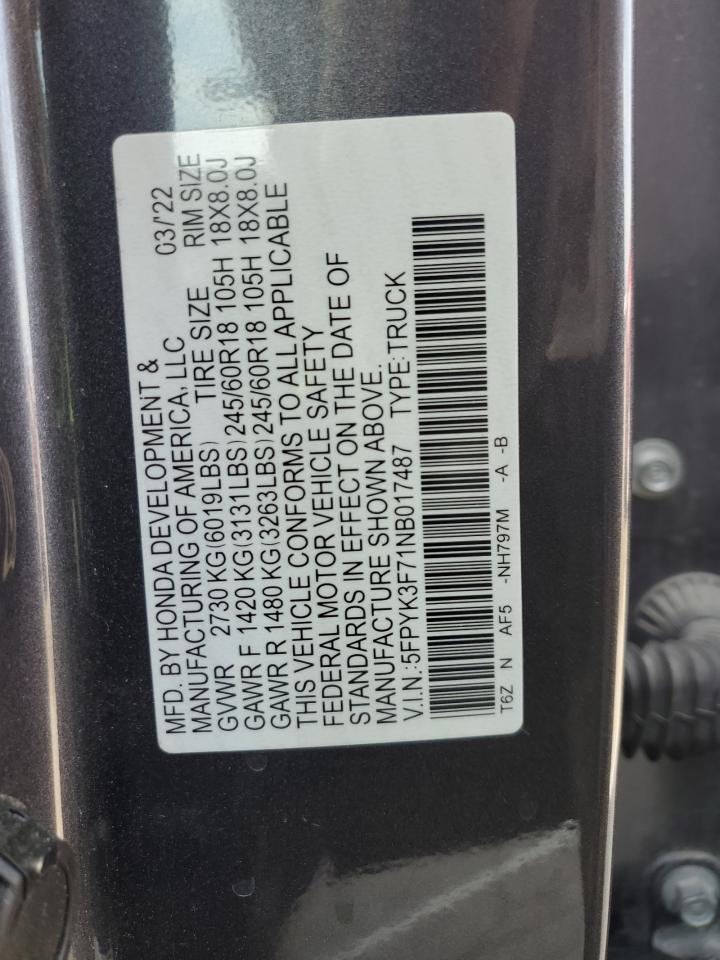 MFD. BY HONDA DEVELOPMENT &
MANUFACTURING OF AMERICA, LLC 03/'22
GVWR 2730 KG(6019LBS) TIRE SIZE RIM SIZE
GAWR F 1420 KG(3131LBS)245/60R18 105H 18X8.0J
GAWR R 1480 KG(3263LBS)245/60R18 105H 18X8.0J
THIS VEHICLE CONFORMS TO ALL APPLICABLE
FEDERAL MOTOR VEHICLE SAFETY
STANDARDS IN EFFECT ON THE DATE OF
MANUFACTURE SHOWN ABOVE.
V.I.N.:5FPYK3F71NB017487 TYPE:TRUCK
T6Z N AF5 -NH797M -A -B